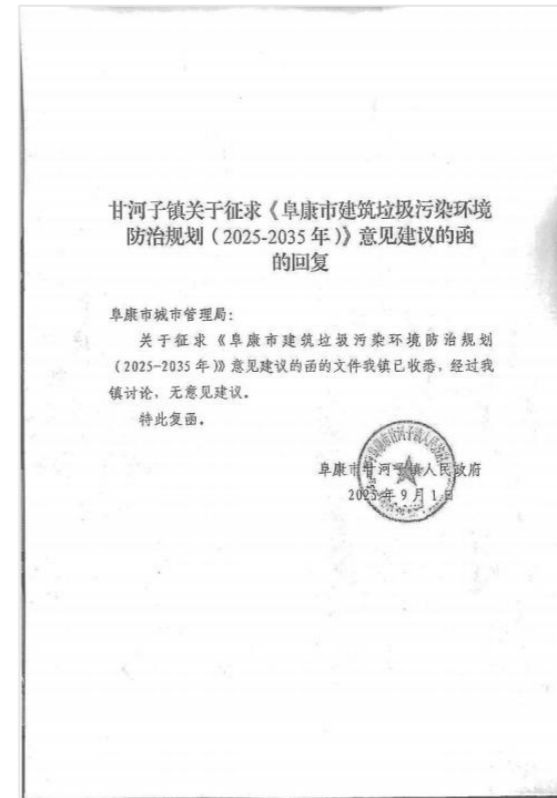 甘河子镇关于征求《阜康市建筑垃圾污染环境
防治规划（2025-2035年）》意见建议的函
的回复
阜康市城市管理局：
关于征求《阜康市建筑垃圾污染环境防治规划
（2025-2035年）》意见建议的函的文件我镇已收悉，经过我
镇讨论，无意见建议。
特此复函。
阜康市甘河子镇人民政府
2025年9月1日